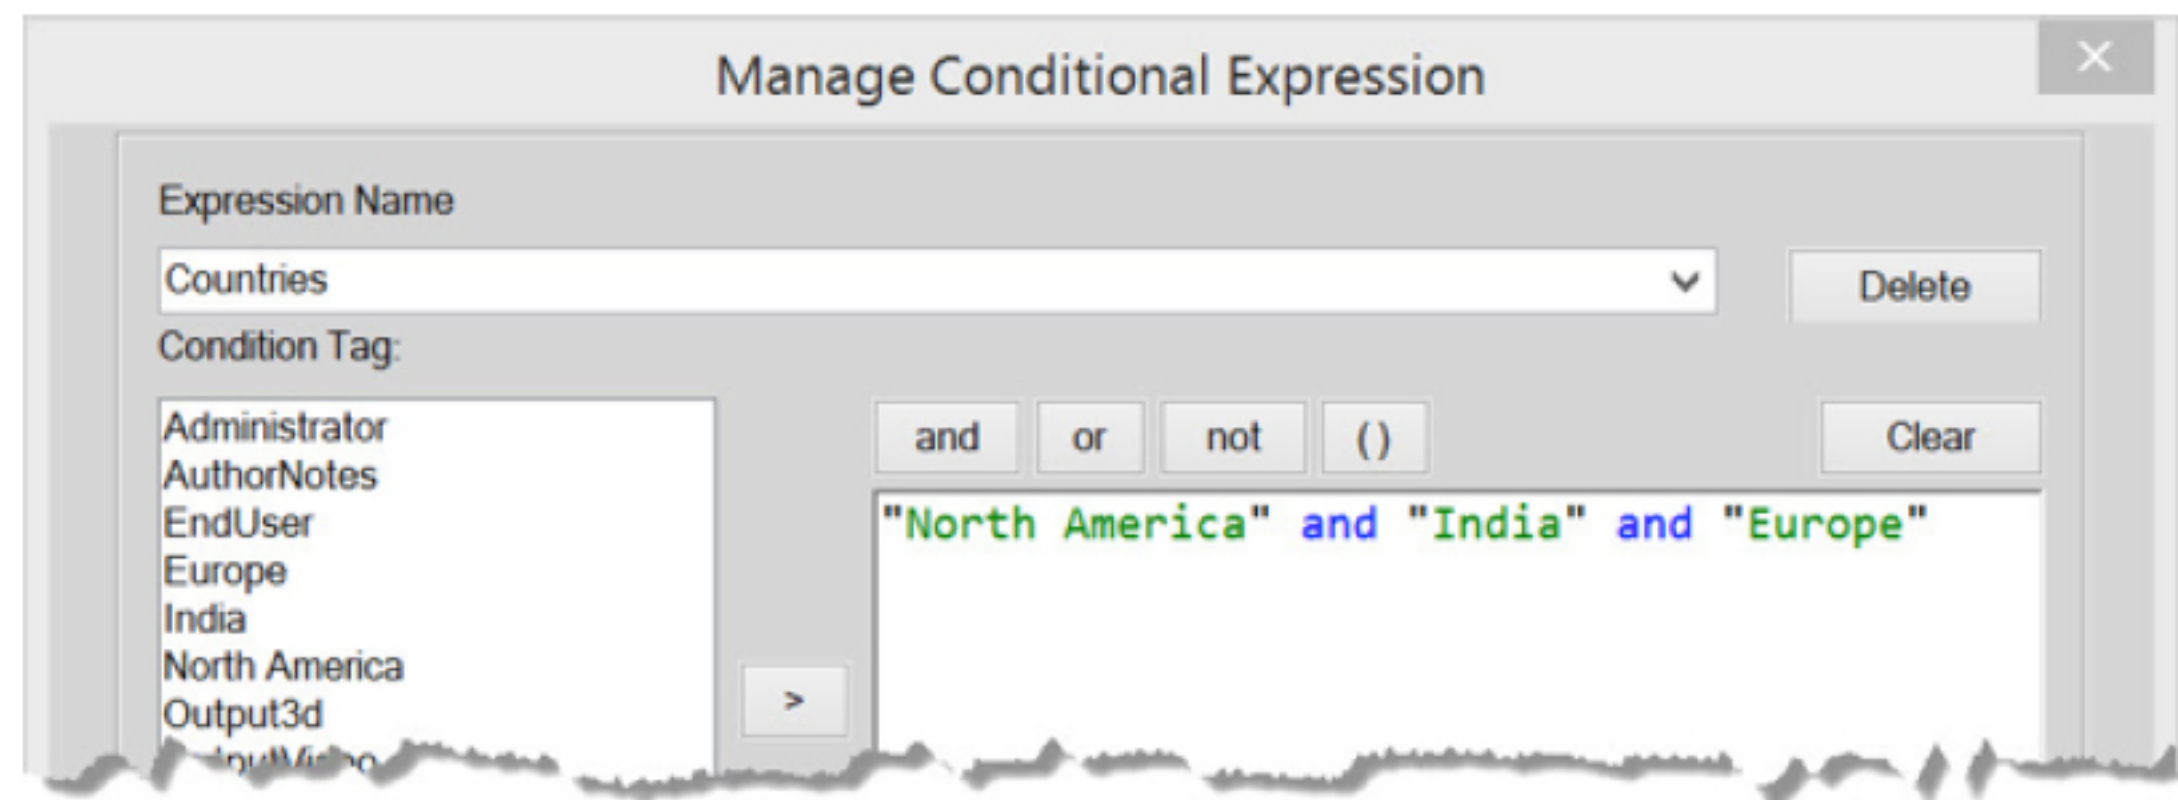 Manage Conditional Expression
Expression Name
Countries
Delete
Condition Tag:
Administrator
AuthorNotes
EndUser
Europe
India
North America
Output3d
>
and or not ()
Clear
"North America" and "India" and "Europe"